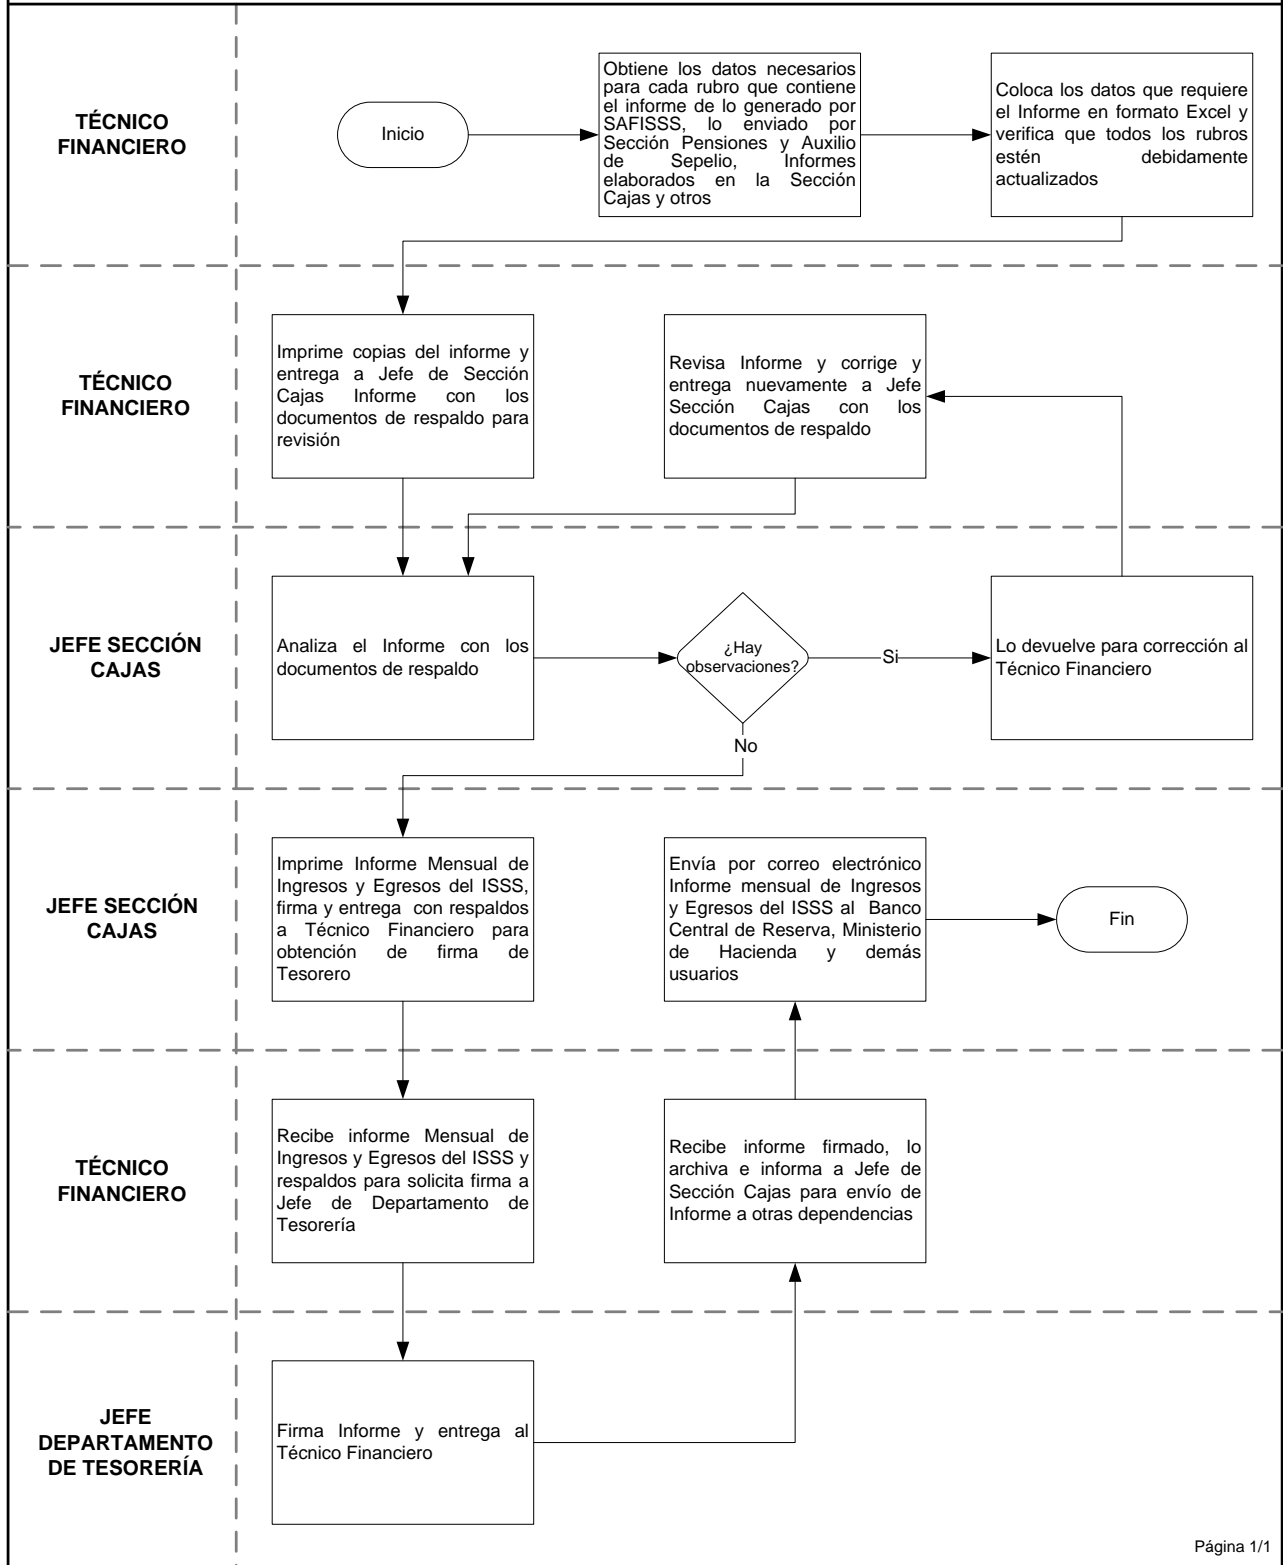 TÉCNICO
FINANCIERO
Inicio
Obtiene los datos necesarios
para cada rubro que contiene
el informe de lo generado por
SAFISSS, lo enviado por
Sección Pensiones y Auxilio
de Sepelio, Informes
elaborados en la Sección
Cajas y otros
Coloca los datos que requiere
el Informe en formato Excel y
verifica que todos los rubros
estén debidamente
actualizados
TÉCNICO
FINANCIERO
Imprime copias del informe y
entrega a Jefe de Sección
Cajas Informe con los
documentos de respaldo para
revisión
Revisa Informe y corrige y
entrega nuevamente a Jefe
Sección Cajas con los
documentos de respaldo
JEFE SECCIÓN
CAJAS
Analiza el Informe con los
documentos de respaldo
¿Hay
observaciones?
Si
No
Lo devuelve para corrección al
Técnico Financiero
JEFE SECCIÓN
CAJAS
Imprime Informe Mensual de
Ingresos y Egresos del ISSS,
firma y entrega con respaldos
a Técnico Financiero para
obtención de firma de
Tesorero
Envía por correo electrónico
Informe mensual de Ingresos
y Egresos del ISSS al Banco
Central de Reserva, Ministerio
de Hacienda y demás
usuarios
Fin
TÉCNICO
FINANCIERO
Recibe informe Mensual de
Ingresos y Egresos del ISSS y
respaldos para solicita firma a
Jefe de Departamento de
Tesorería
Recibe informe firmado, lo
archiva e informa a Jefe de
Sección Cajas para envío de
Informe a otras dependencias
JEFE
DEPARTAMENTO
DE TESORERÍA
Firma Informe y entrega al
Técnico Financiero
Página 1/1